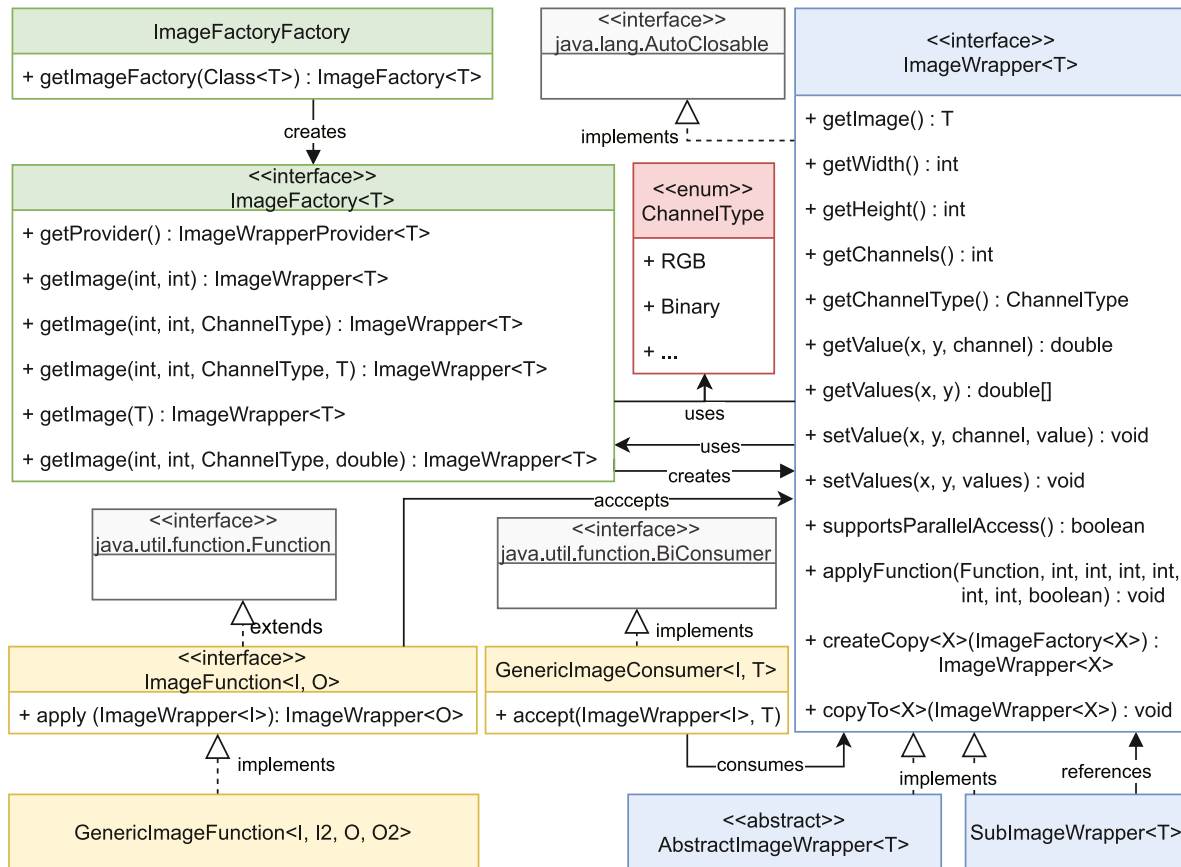 ImageFactoryFactory
+ getImageFactory(Class<T>) : ImageFactory<T>
creates
<<interface>>
ImageFactory<T>
+ getProvider() : ImageWrapperProvider<T>
+ getImage(int, int) : ImageWrapper<T>
+ getImage(int, int, ChannelType) : ImageWrapper<T>
+ getImage(int, int, ChannelType, T) : ImageWrapper<T>
+ getImage(T) : ImageWrapper<T>
+ getImage(int, int, ChannelType, double) : ImageWrapper<T>
<<interface>>
java.lang.AutoClosable
implements
<<enum>>
ChannelType
+ RGB
+ Binary
+ ...
uses
uses
creates
acccepts
<<interface>>
ImageWrapper<T>
+ getImage() : T
+ getWidth() : int
+ getHeight() : int
+ getChannels() : int
+ getChannelType() : ChannelType
+ getValue(x, y, channel) : double
+ getValues(x, y) : double[]
+ setValue(x, y, channel, value) : void
+ setValues(x, y, values) : void
+ supportsParallelAccess() : boolean
+ applyFunction(Function, int, int, int, int,
int, int, boolean) : void
+ createCopy<X>(ImageFactory<X>) :
ImageWrapper<X>
+ copyTo<X>(ImageWrapper<X>) : void
<<interface>>
java.util.function.Function
extends
<<interface>>
ImageFunction<I, O>
+ apply (ImageWrapper<I>): ImageWrapper<O>
implements
GenericImageFunction<I, I2, O, O2>
<<interface>>
java.util.function.BiConsumer
implements
GenericImageConsumer<I, T>
+ accept(ImageWrapper<I>, T)
consumes
implements
references
<<abstract>>
AbstractImageWrapper<T>
SubImageWrapper<T>